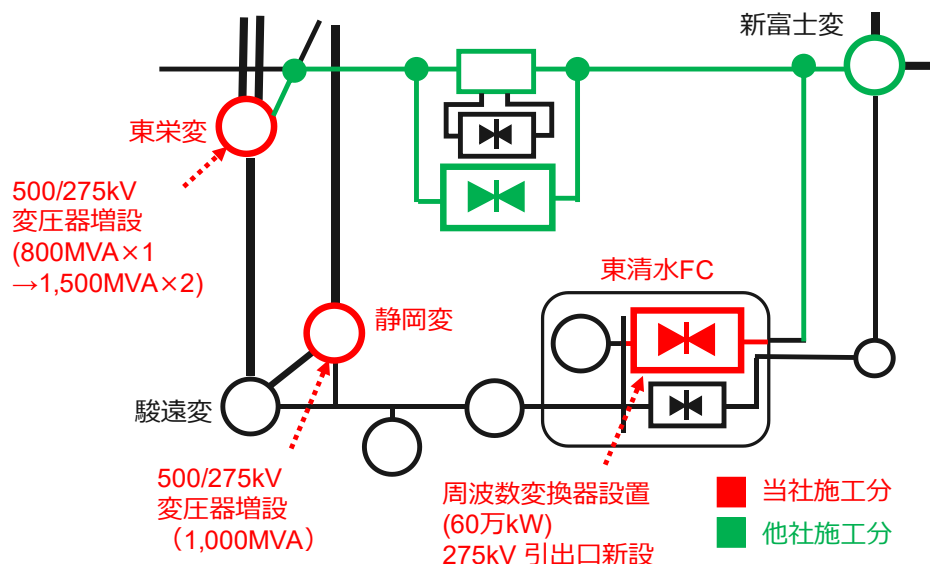 新富士変
東栄変
500/275kV
変圧器増設
(800MVA×1
→1,500MVA×2)
東清水FC
静岡変
駿遠変
500/275kV
変圧器増設
（1,000MVA）
周波数変換器設置
(60万kW)
275kV 引出口新設
当社施工分
他社施工分